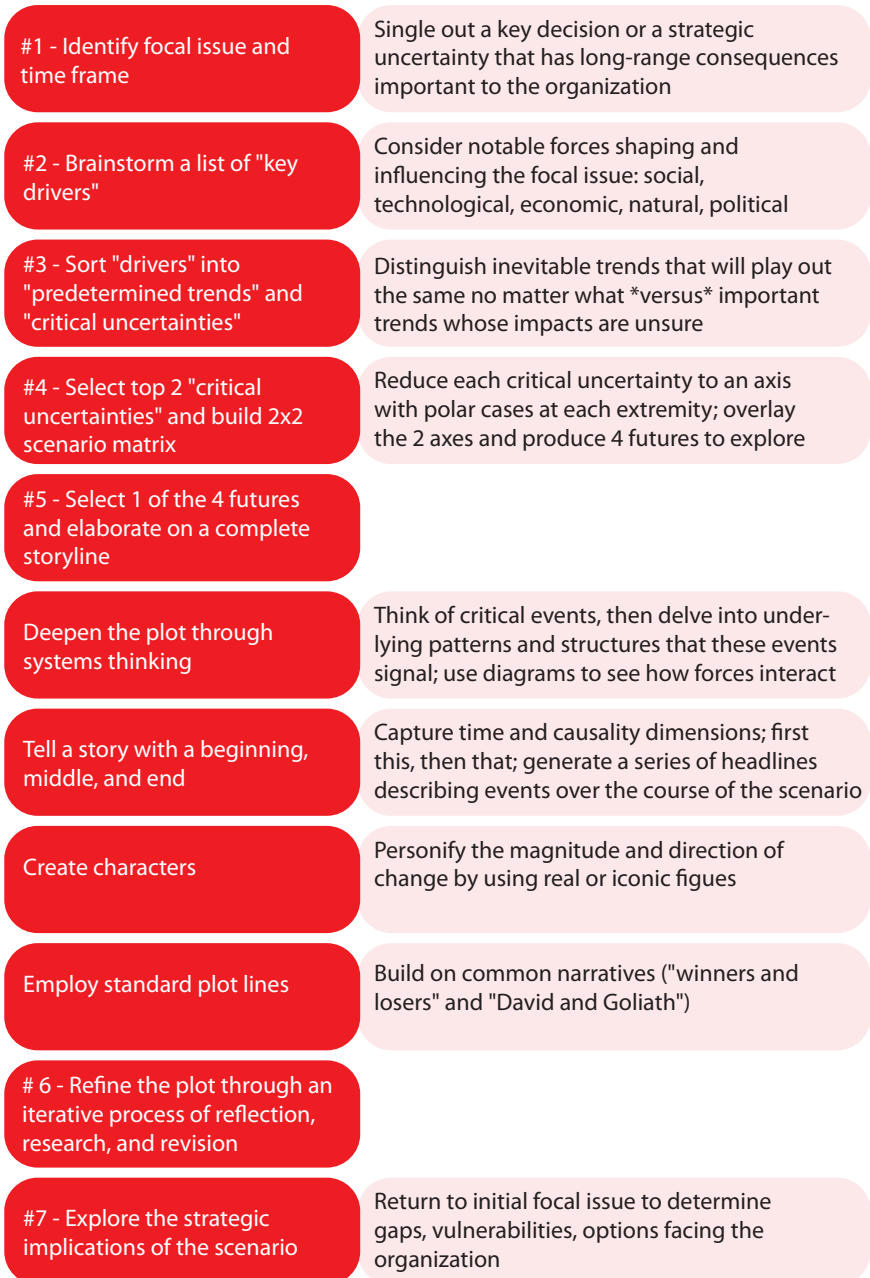 #1 - Identify focal issue and
time frame
Single out a key decision or a strategic
uncertainty that has long-range consequences
important to the organization
#2 - Brainstorm a list of "key
drivers"
Consider notable forces shaping and
influencing the focal issue: social,
technological, economic, natural, political
#3 - Sort "drivers" into
"predetermined trends" and
"critical uncertainties"
Distinguish inevitable trends that will play out
the same no matter what *versus* important
trends whose impacts are unsure
#4 - Select top 2 "critical
uncertainties" and build 2x2
scenario matrix
Reduce each critical uncertainty to an axis
with polar cases at each extremity; overlay
the 2 axes and produce 4 futures to explore
#5 - Select 1 of the 4 futures
and elaborate on a complete
storyline
Deepen the plot through
systems thinking
Think of critical events, then delve into under-
lying patterns and structures that these events
signal; use diagrams to see how forces interact
Tell a story with a beginning,
middle, and end
Capture time and causality dimensions; first
this, then that; generate a series of headlines
describing events over the course of the scenario
Create characters
Personify the magnitude and direction of
change by using real or iconic figues
Employ standard plot lines
Build on common narratives ("winners and
losers" and "David and Goliath")
# 6 - Refine the plot through an
iterative process of reflection,
research, and revision
#7 - Explore the strategic
implications of the scenario
Return to initial focal issue to determine
gaps, vulnerabilities, options facing the
organization